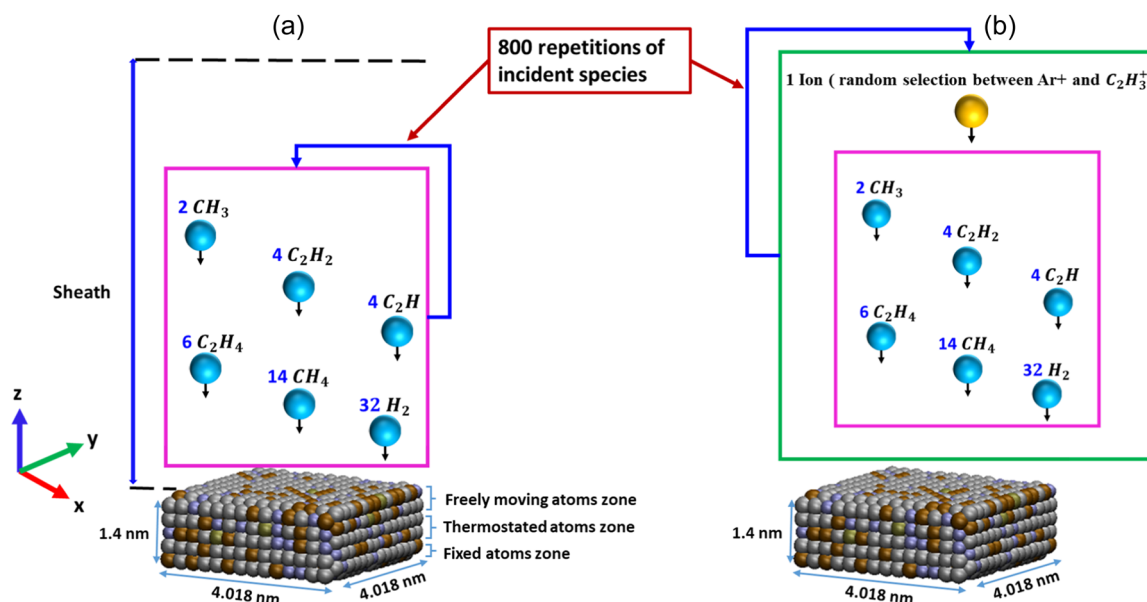 (a)
800 repetitions of
incident species
(b)
1 Ion ( random selection between Ar+ and C₂H₃⁺
2 CH₃
4 C₂H₂
4 C₂H
6 C₂H₄
14 CH₄
32 H₂
Sheath
z
y
x
2 CH₃
4 C₂H₂
4 C₂H
6 C₂H₄
14 CH₄
32 H₂
Freely moving atoms zone
Thermostated atoms zone
Fixed atoms zone
1.4 nm
4.018 nm
4.018 nm
1.4 nm
4.018 nm
4.018 nm